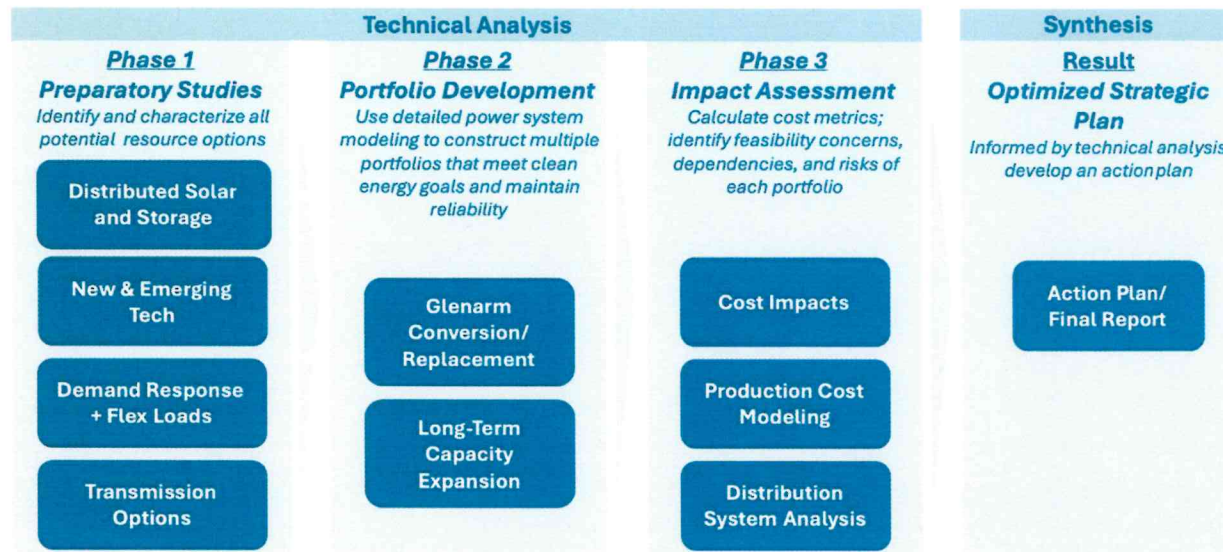 Technical Analysis
Phase 1
Preparatory Studies
Identify and characterize all
potential resource options
Distributed Solar
and Storage
New & Emerging
Tech
Demand Response
+ Flex Loads
Transmission
Options
Phase 2
Portfolio Development
Use detailed power system
modeling to construct multiple
portfolios that meet clean
energy goals and maintain
reliability
Glenarm
Conversion/
Replacement
Long-Term
Capacity
Expansion
Phase 3
Impact Assessment
Calculate cost metrics;
identify feasibility concerns,
dependencies, and risks of
each portfolio
Cost Impacts
Production Cost
Modeling
Distribution
System Analysis
Synthesis
Result
Optimized Strategic
Plan
Informed by technical analysis
develop an action plan
Action Plan/
Final Report